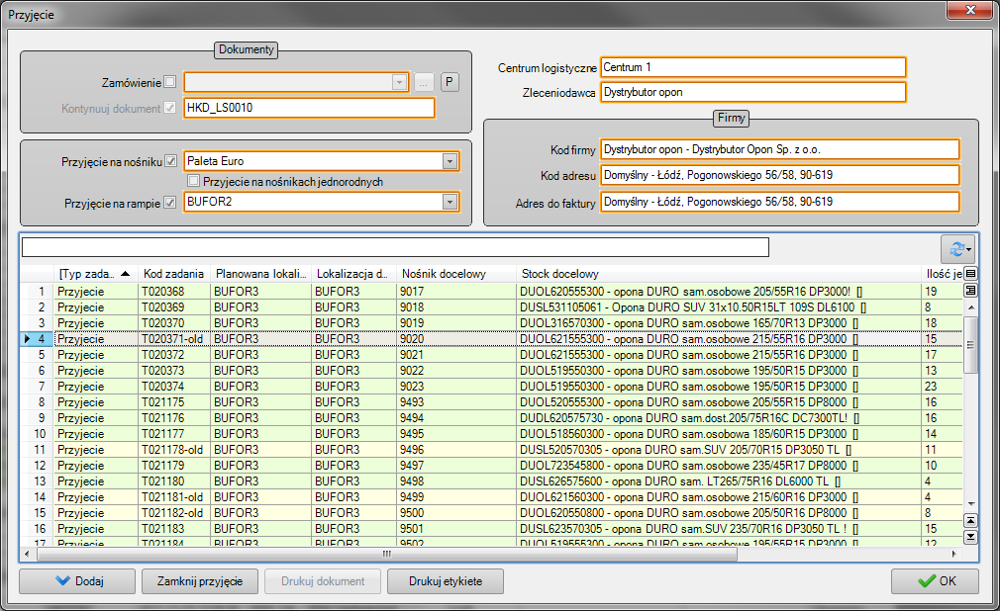 Przyjęcie
Dokumenty
Zamówienie
... P
Kontynuuj dokument HKD_LS0010
Centrum logistyczne Centrum 1
Zleceniodawca Dystrybutor opon
Przyjęcie na nośniku Paleta Euro
Przyjecie na nośnikach jednorodnych
Przyjęcie na rampie BUFOR2
Firmy
Kod firmy Dystrybutor opon - Dystrybutor Opon Sp. z o.o.
Kod adresu Domyślny - Łódź, Pogonowskiego 56/58, 90-619
Adres do faktury Domyślny - Łódź, Pogonowskiego 56/58, 90-619
[Typ zada... Kod zadania Planowana lokali... Lokalizacja d... Nośnik docelowy Stock docelowy Ilość je
1 Przyjecie T020368 BUFOR3 BUFOR3 9017 DUOL620555300 - opona DURO sam.osobowe 205/55R16 DP3000! [] 19
2 Przyjecie T020369 BUFOR3 BUFOR3 9018 DUSL531105061 - Opona DURO SUV 31x10.50R15LT 109S DL6100 [] 8
3 Przyjecie T020370 BUFOR3 BUFOR3 9019 DUOL316570300 - opona DURO sam.osobowe 165/70R13 DP3000 [] 18
4 Przyjecie T020371-old BUFOR3 BUFOR3 9020 DUOL621555300 - opona DURO sam.osobowe 215/55R16 DP3000 [] 15
5 Przyjecie T020372 BUFOR3 BUFOR3 9021 DUOL621555300 - opona DURO sam.osobowe 215/55R16 DP3000 [] 17
6 Przyjecie T020373 BUFOR3 BUFOR3 9022 DUOL519550300 - opona DURO sam.osobowe 195/50R15 DP3000 [] 13
7 Przyjecie T020374 BUFOR3 BUFOR3 9023 DUOL519550300 - opona DURO sam.osobowe 195/50R15 DP3000 [] 23
8 Przyjecie T021175 BUFOR3 BUFOR3 9493 DUOL520555300 - opona DURO sam.osobowe 205/55R15 DP8000 [] 16
9 Przyjecie T021176 BUFOR3 BUFOR3 9494 DUDL620575730 - opona DURO sam.dost.205/75R16C DC7300TL! [] 16
10 Przyjecie T021177 BUFOR3 BUFOR3 9495 DUOL518560300 - opona DURO sam.osobowe 185/60R15 DP3000 [] 14
11 Przyjecie T021178-old BUFOR3 BUFOR3 9496 DUSL520570305 - opona DURO sam.SUV 205/70R15 DP3050 TL [] 11
12 Przyjecie T021179 BUFOR3 BUFOR3 9497 DUOL723545800 - opona DURO sam.osobowe 235/45R17 DP8000 [] 10
13 Przyjecie T021180 BUFOR3 BUFOR3 9498 DUSL626575600 - opona DURO sam. LT265/75R16 DL6000 TL [] 4
14 Przyjecie T021181-old BUFOR3 BUFOR3 9499 DUOL621560300 - opona DURO sam.osobowe 215/60R16 DP3000 [] 4
15 Przyjecie T021182-old BUFOR3 BUFOR3 9500 DUOL620550800 - opona DURO sam.osobowe 205/50R16 DP8000 [] 8
16 Przyjecie T021183 BUFOR3 BUFOR3 9501 DUSL623570305 - opona DURO sam.SUV 235/70R16 DP3050 TL ! [] 15
17 Przyjecie T021184 BUFOR3 BUFOR3 9502 DUOL519555300 - opona DURO sam.osobowe 195/55R15 DP3000 [] 12
Dodaj Zamknij przyjęcie Drukuj dokument Drukuj etykiete OK